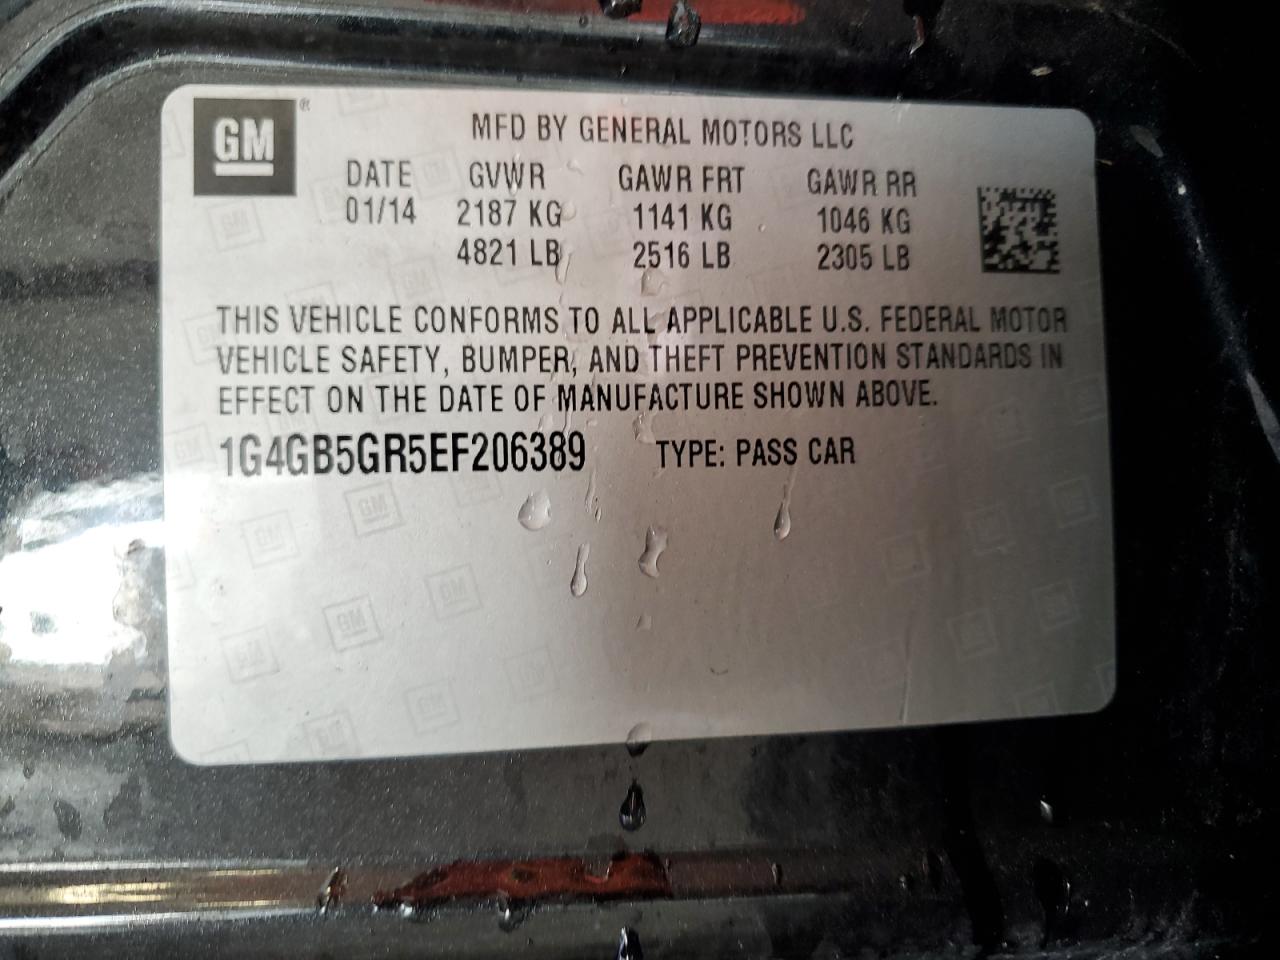 GM ®
MFD BY GENERAL MOTORS LLC
DATE GVWR GAWR FRT GAWR RR
01/14 2187 KG 1141 KG 1046 KG
4821 LB 2516 LB 2305 LB
THIS VEHICLE CONFORMS TO ALL APPLICABLE U.S. FEDERAL MOTOR
VEHICLE SAFETY, BUMPER, AND THEFT PREVENTION STANDARDS IN
EFFECT ON THE DATE OF MANUFACTURE SHOWN ABOVE.
1G4GB5GR5EF206389 TYPE: PASS CAR